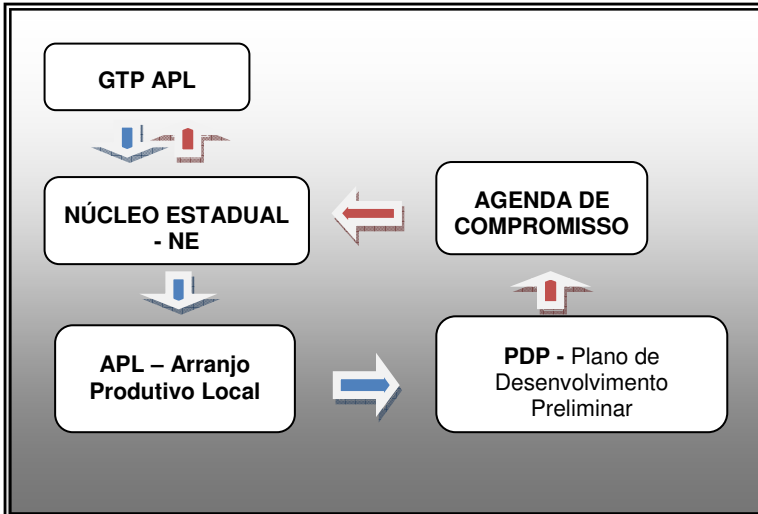 GTP APL
NÚCLEO ESTADUAL
- NE
AGENDA DE
COMPROMISSO
APL – Arranjo
Produtivo Local
PDP - Plano de
Desenvolvimento
Preliminar